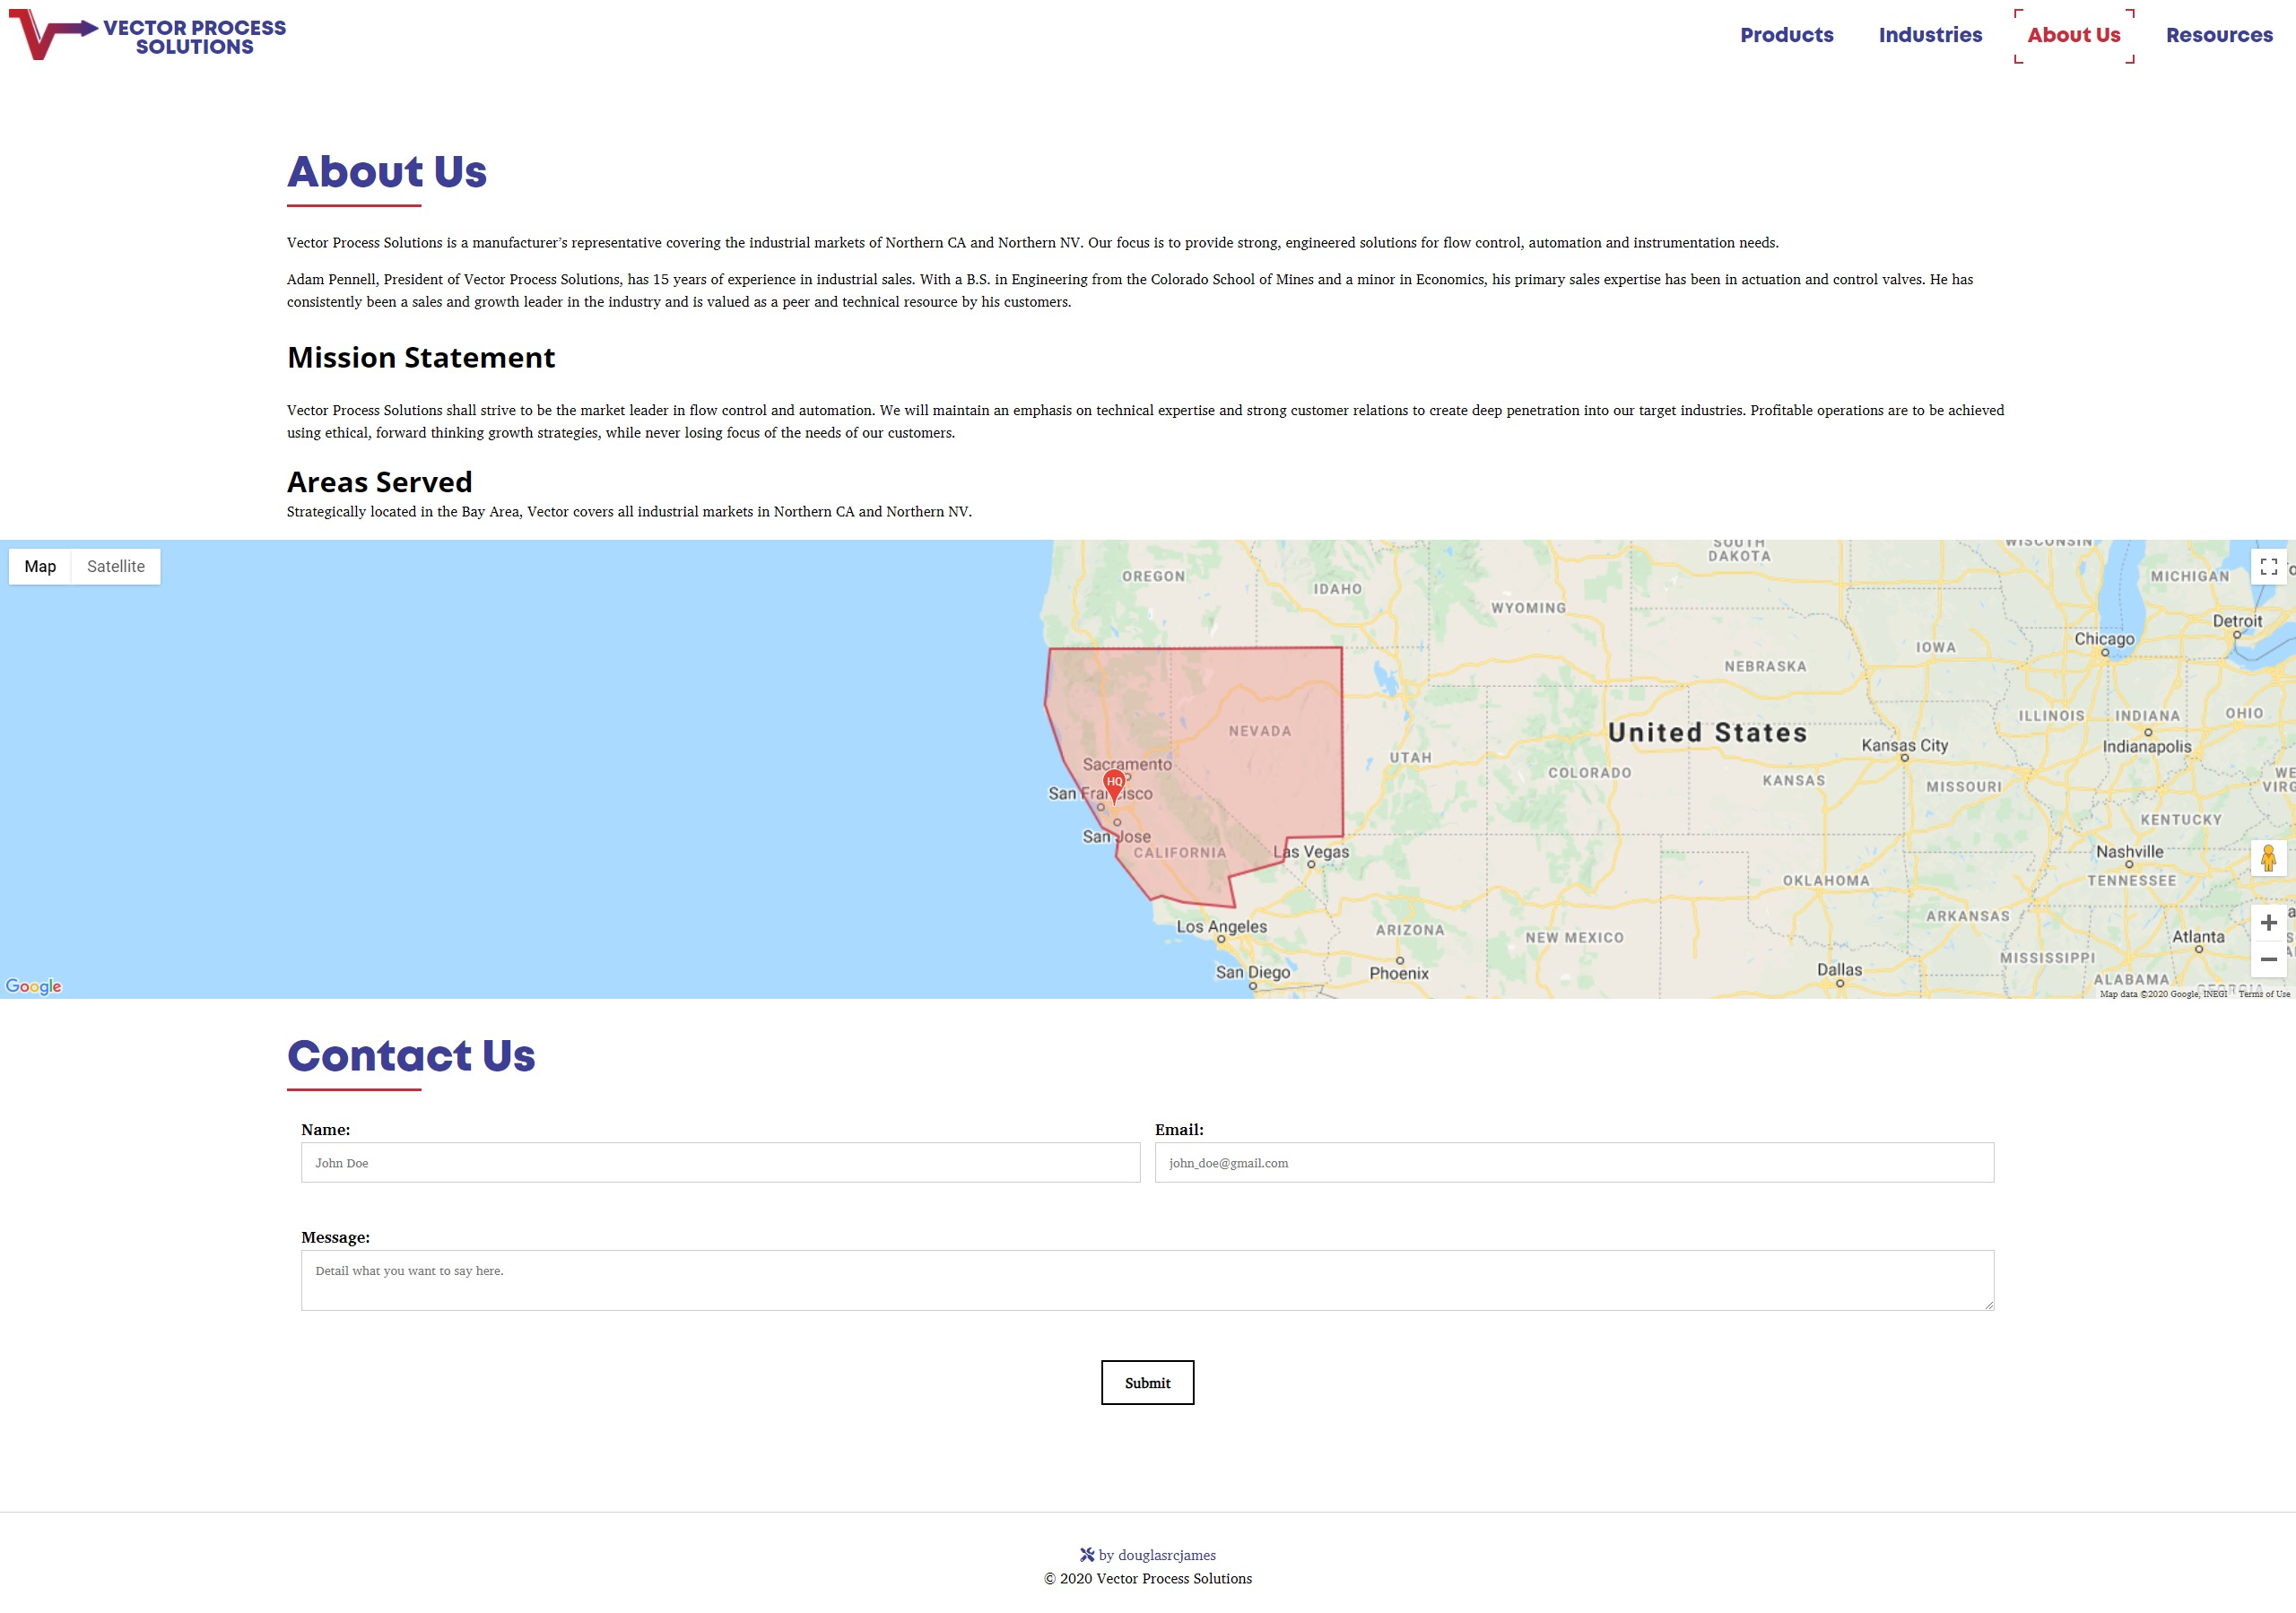 VECTOR PROCESS
SOLUTIONS
Products
Industries
About Us
Resources
About Us
Vector Process Solutions is a manufacturer’s representative covering the industrial markets of Northern CA and Northern NV. Our focus is to provide strong, engineered solutions for flow control, automation and instrumentation needs.
Adam Pennell, President of Vector Process Solutions, has 15 years of experience in industrial sales. With a B.S. in Engineering from the Colorado School of Mines and a minor in Economics, his primary sales expertise has been in actuation and control valves. He has
consistently been a sales and growth leader in the industry and is valued as a peer and technical resource by his customers.
Mission Statement
Vector Process Solutions shall strive to be the market leader in flow control and automation. We will maintain an emphasis on technical expertise and strong customer relations to create deep penetration into our target industries. Profitable operations are to be achieved
using ethical, forward thinking growth strategies, while never losing focus of the needs of our customers.
Areas Served
Strategically located in the Bay Area, Vector covers all industrial markets in Northern CA and Northern NV.
Map
Satellite
SOUTH
DAKOTA
WISCONSIN
OREGON
IDAHO
WYOMING
MICHIGAN
Detroit
Chicago
IOWA
NEBRASKA
ILLINOIS
INDIANA
OHIO
NEVADA
United States
Kansas City
Indianapolis
UTAH
Sacramento
COLORADO
KANSAS
MISSOURI
HQ
San Francisco
KENTUCKY
San Jose
CALIFORNIA
Las Vegas
Nashville
TENNESSEE
OKLAHOMA
ARKANSAS
Los Angeles
ARIZONA
NEW MEXICO
Atlanta
MISSISSIPPI
San Diego
Phoenix
Dallas
ALABAMA
GEORGIA
Google
Map data ©2020 Google, INEGI
Terms of Use
Contact Us
Name:
Email:
John Doe
john_doe@gmail.com
Message:
Detail what you want to say here.
Submit
by douglasrcjames
© 2020 Vector Process Solutions